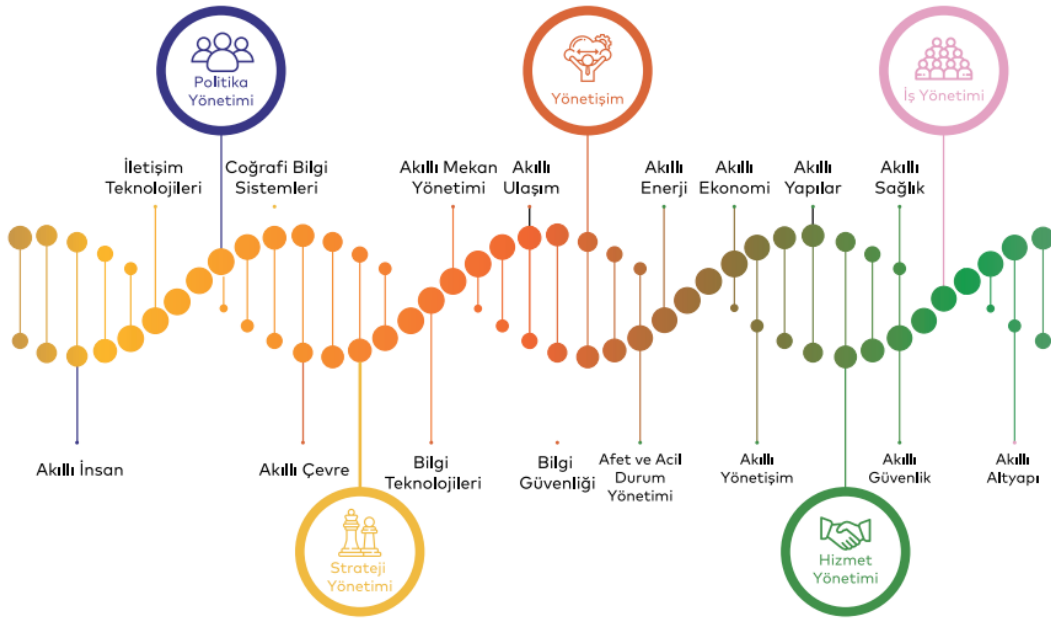 Politika
Yönetimi
Yönetişim
İş Yönetimi
İletişim
Teknolojileri
Coğrafi Bilgi
Sistemleri
Akıllı Mekan
Yönetimi
Akıllı
Ulaşım
Akıllı
Enerji
Akıllı
Ekonomi
Akıllı
Yapılar
Akıllı
Sağlık
Akıllı İnsan
Akıllı Çevre
Bilgi
Teknolojileri
Bilgi
Güvenliği
Afet ve Acil
Durum
Yönetimi
Akıllı
Yönetişim
Akıllı
Güvenlik
Akıllı
Altyapı
Strateji
Yönetimi
Hizmet
Yönetimi